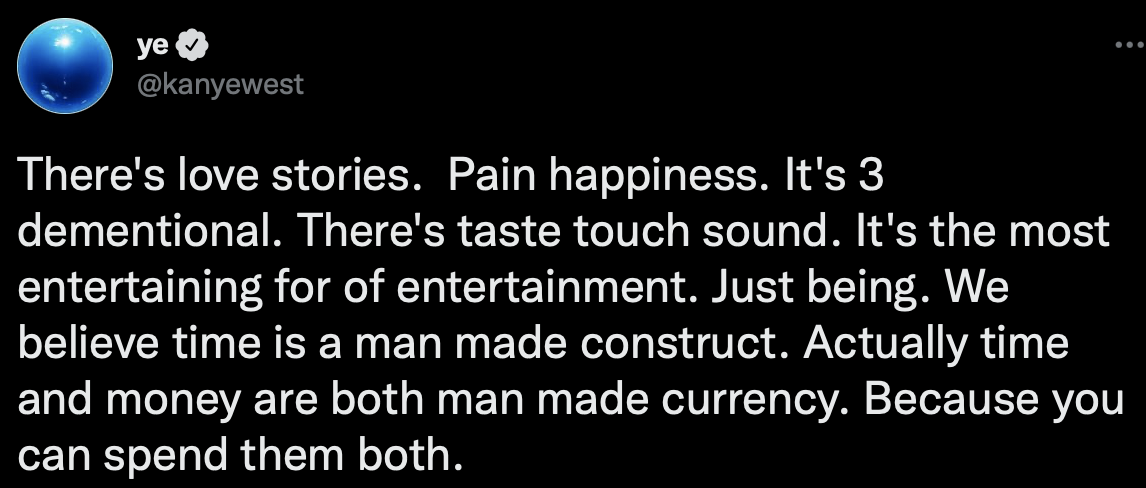 ye
@kanyewest
There's love stories.  Pain happiness. It's 3
dementional. There's taste touch sound. It's the most
entertaining for of entertainment. Just being. We
believe time is a man made construct. Actually time
and money are both man made currency. Because you
can spend them both.